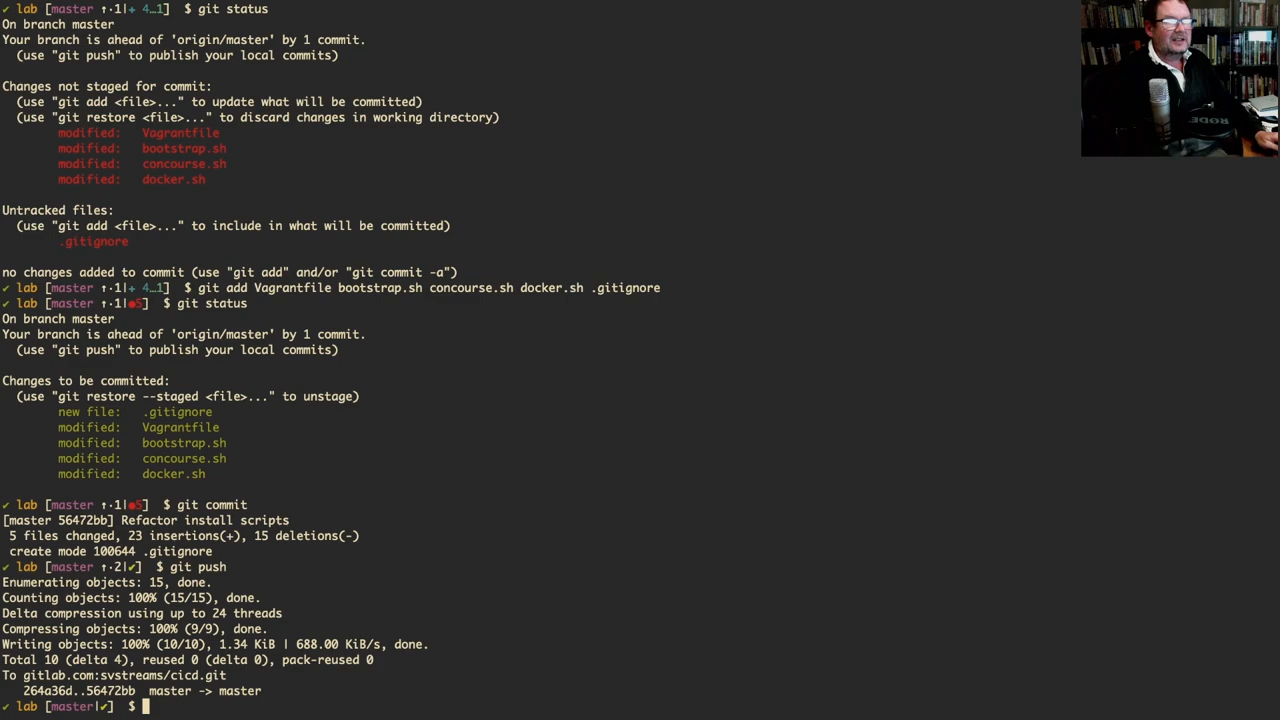 ✔ lab [master ↑·1|✚ 4…1]  $ git status
On branch master
Your branch is ahead of 'origin/master' by 1 commit.
  (use "git push" to publish your local commits)
Changes not staged for commit:
  (use "git add <file>..." to update what will be committed)
  (use "git restore <file>..." to discard changes in working directory)
        modified:   Vagrantfile
        modified:   bootstrap.sh
        modified:   concourse.sh
        modified:   docker.sh
Untracked files:
  (use "git add <file>..." to include in what will be committed)
        .gitignore
no changes added to commit (use "git add" and/or "git commit -a")
✔ lab [master ↑·1|✚ 4…1]  $ git add Vagrantfile bootstrap.sh concourse.sh docker.sh .gitignore
✔ lab [master ↑·1|●5]  $ git status
On branch master
Your branch is ahead of 'origin/master' by 1 commit.
  (use "git push" to publish your local commits)
Changes to be committed:
  (use "git restore --staged <file>..." to unstage)
        new file:   .gitignore
        modified:   Vagrantfile
        modified:   bootstrap.sh
        modified:   concourse.sh
        modified:   docker.sh
✔ lab [master ↑·1|●5]  $ git commit
[master 56472bb] Refactor install scripts
 5 files changed, 23 insertions(+), 15 deletions(-)
 create mode 100644 .gitignore
✔ lab [master ↑·2|✔]  $ git push
Enumerating objects: 15, done.
Counting objects: 100% (15/15), done.
Delta compression using up to 24 threads
Compressing objects: 100% (9/9), done.
Writing objects: 100% (10/10), 1.34 KiB | 688.00 KiB/s, done.
Total 10 (delta 4), reused 0 (delta 0), pack-reused 0
To gitlab.com:svstreams/cicd.git
   264a36d..56472bb  master -> master
✔ lab [master|✔]  $
RODE